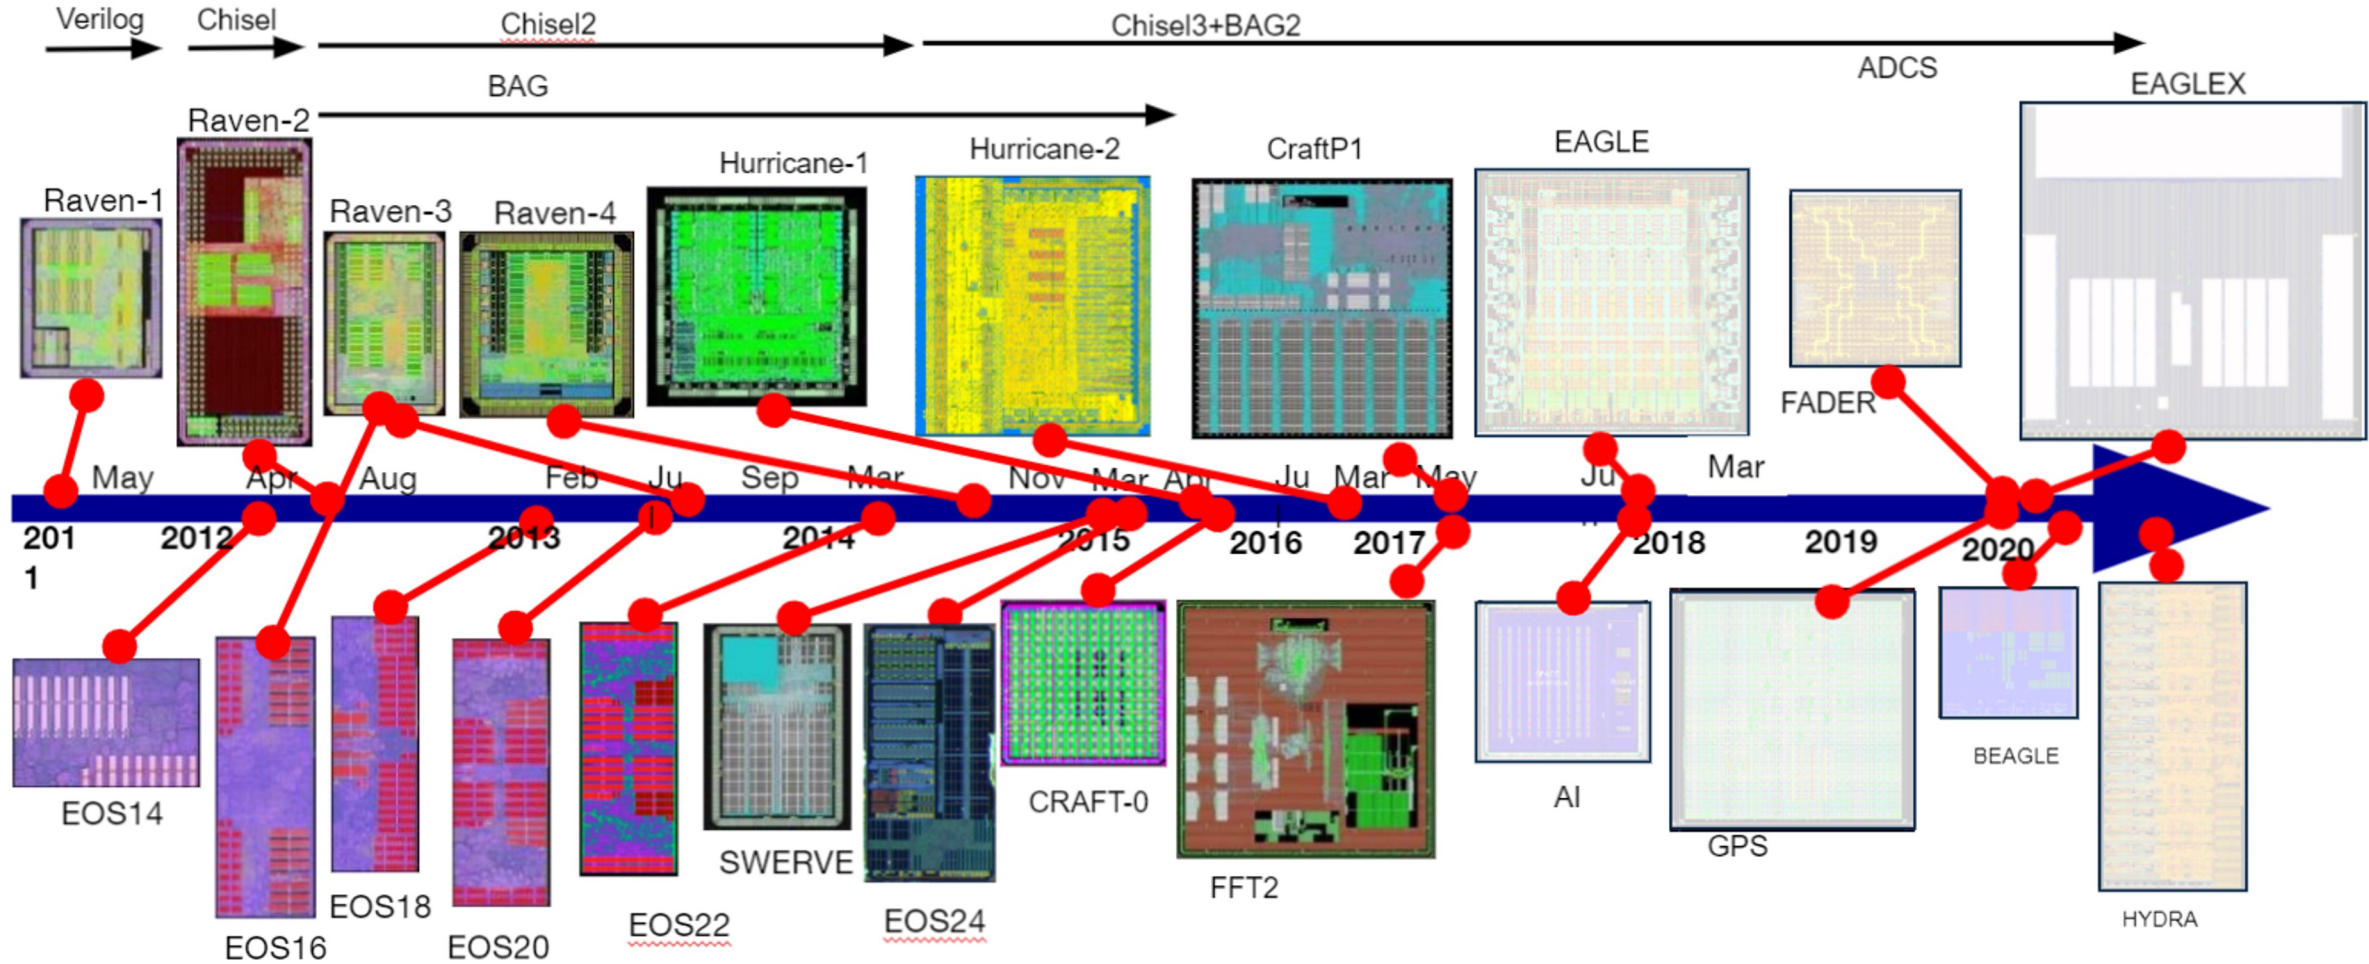 Verilog
Chisel
Chisel2
Chisel3+BAG2
BAG
ADCS
EAGLEX
Raven-2
Raven-1
Raven-3
Raven-4
Hurricane-1
Hurricane-2
CraftP1
EAGLE
FADER
May
Apr
Aug
Feb
Ju
Sep
Mar
Nov
Mar
Apr
Ju
Mar
May
Ju
Mar
201
1
2012
2013
2014
2015
2016
2017
2018
2019
2020
EOS14
EOS16
EOS18
EOS20
EOS22
SWERVE
EOS24
CRAFT-0
FFT2
AI
GPS
BEAGLE
HYDRA